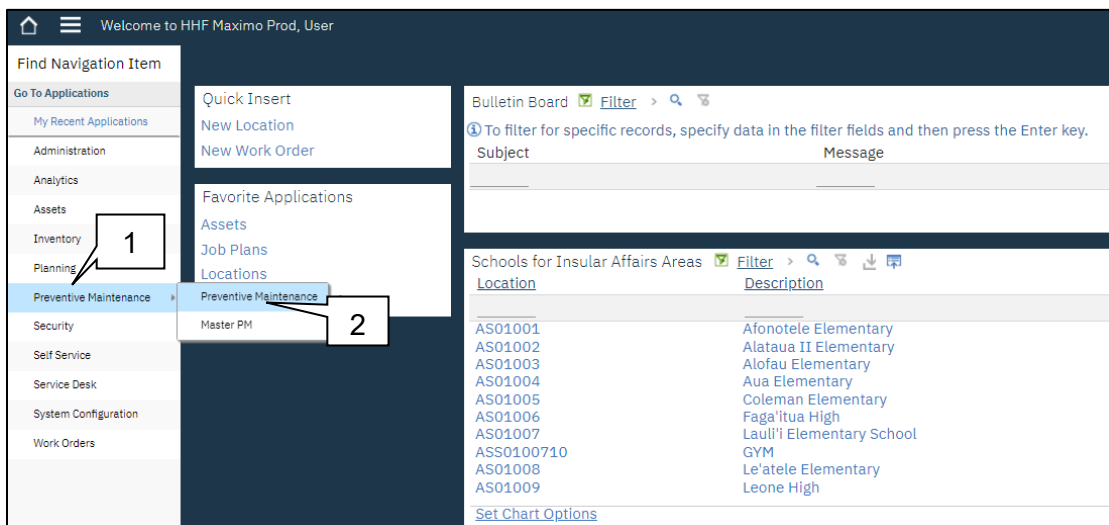 Welcome to HHF Maximo Prod, User
Find Navigation Item
Go To Applications
My Recent Applications
Administration
Analytics
Assets
Inventory
Planning
Preventive Maintenance
Security
Self Service
Service Desk
System Configuration
Work Orders
1
Preventive Maintenance
Master PM
2
Quick Insert
New Location
New Work Order
Favorite Applications
Assets
Job Plans
Locations
Bulletin Board Filter >
To filter for specific records, specify data in the filter fields and then press the Enter key.
Subject Message
Schools for Insular Affairs Areas Filter >
Location Description
AS01001 Afonotele Elementary
AS01002 Alataua II Elementary
AS01003 Alofau Elementary
AS01004 Aua Elementary
AS01005 Coleman Elementary
AS01006 Faga'itua High
AS01007 Lauli'i Elementary School
ASS0100710 GYM
AS01008 Le'atele Elementary
AS01009 Leone High
Set Chart Options